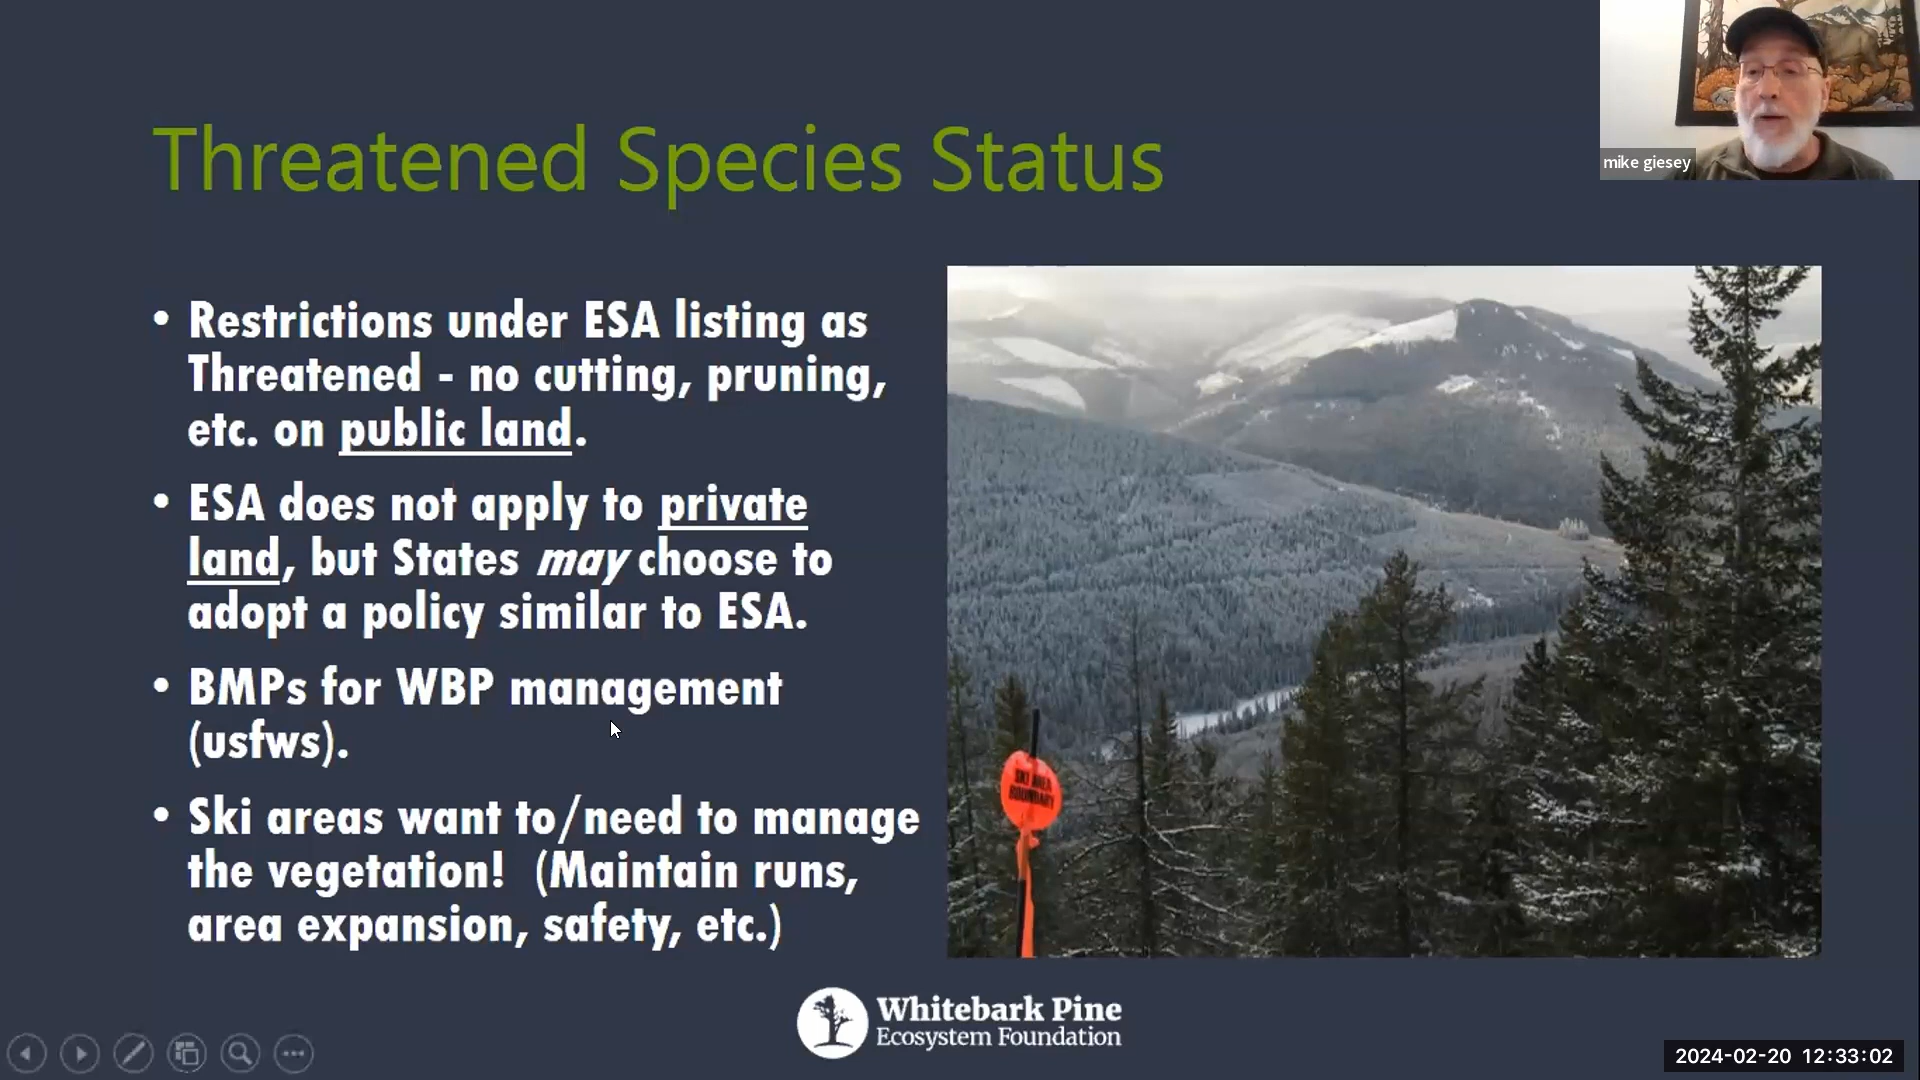 Threatened Species Status
mike giesey
• Restrictions under ESA listing as
Threatened - no cutting, pruning,
etc. on public land.
• ESA does not apply to private
land, but States may choose to
adopt a policy similar to ESA.
• BMPs for WBP management
(usfws).
• Ski areas want to/need to manage
the vegetation!  (Maintain runs,
area expansion, safety, etc.)
SKI AREA
BOUNDARY
Whitebark Pine
Ecosystem Foundation
2024-02-20 12:33:02